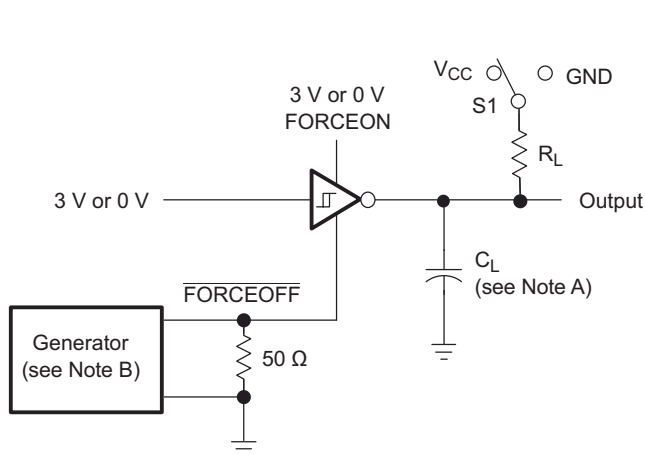 V_CC
GND
S1
3 V or 0 V
FORCEON
R_L
3 V or 0 V
Output
C_L
(see Note A)
FORCEOFF
Generator
(see Note B)
50 Ω